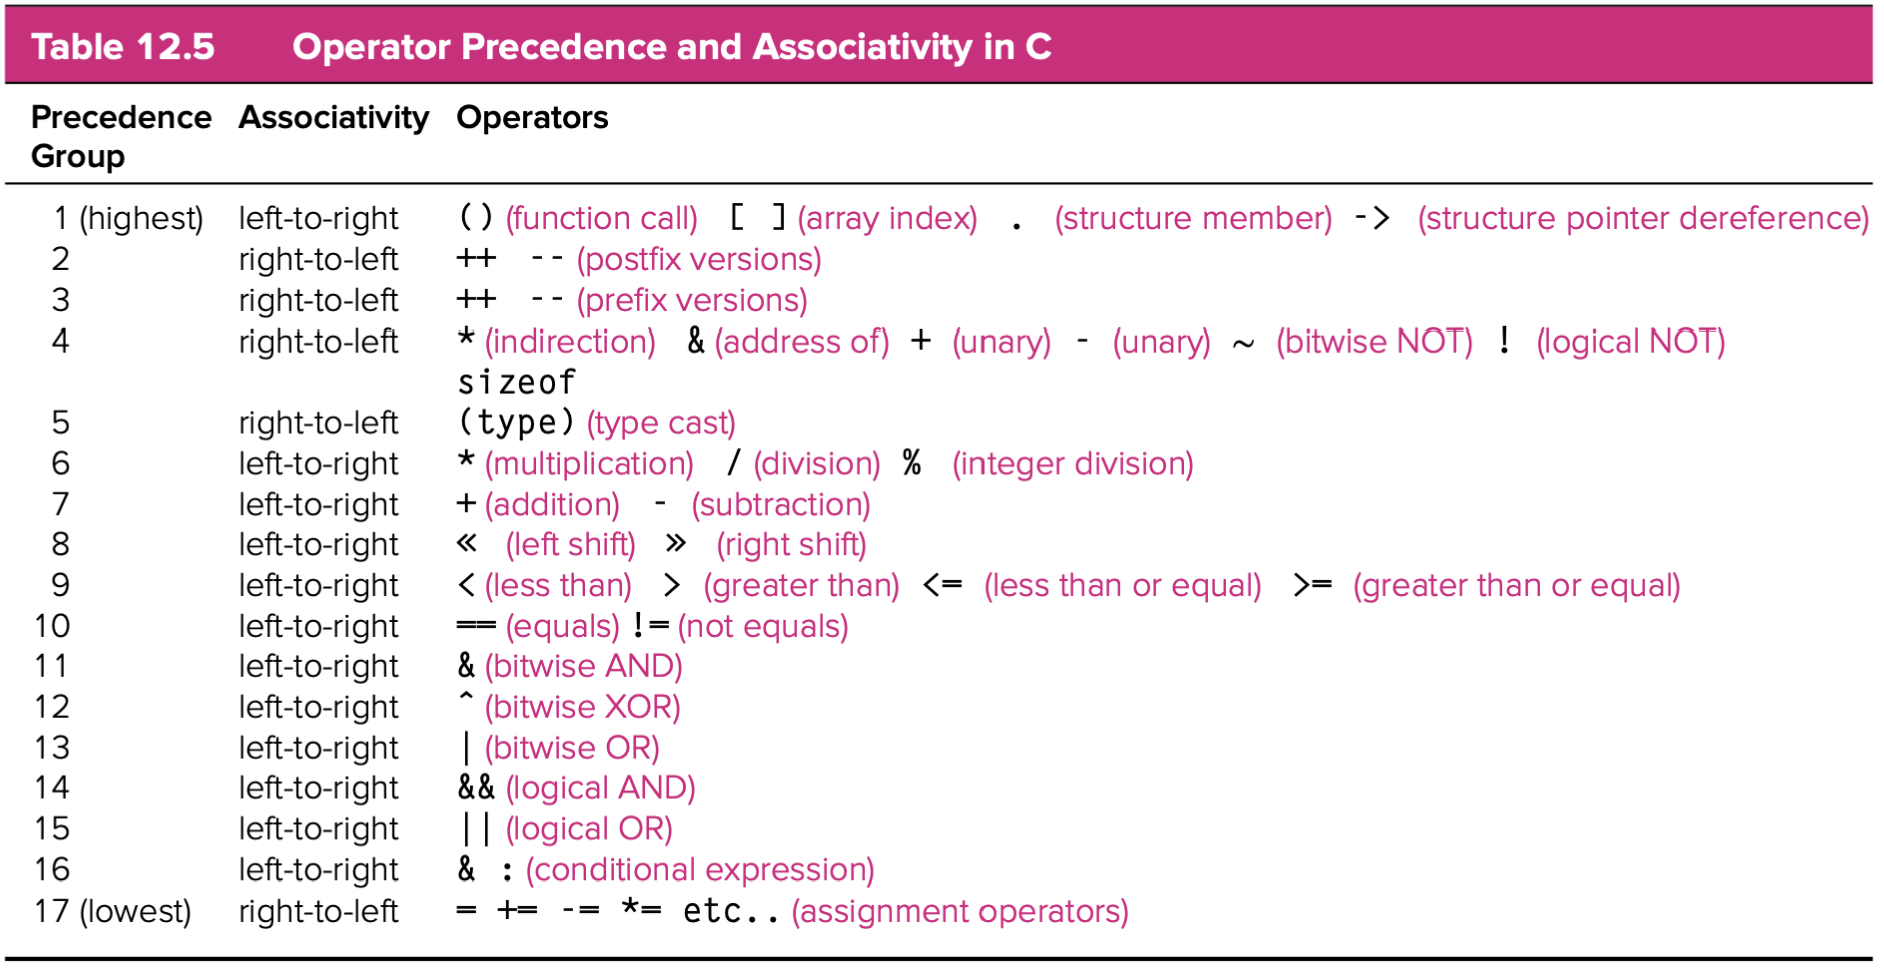 Table 12.5 Operator Precedence and Associativity in C
Precedence Group Associativity Operators
1 (highest) left-to-right () (function call) [ ] (array index) . (structure member) -> (structure pointer dereference)
2 right-to-left ++ -- (postfix versions)
3 right-to-left ++ -- (prefix versions)
4 right-to-left * (indirection) & (address of) + (unary) - (unary) ~ (bitwise NOT) ! (logical NOT)
sizeof
5 right-to-left (type) (type cast)
6 left-to-right * (multiplication) / (division) % (integer division)
7 left-to-right + (addition) - (subtraction)
8 left-to-right « (left shift) » (right shift)
9 left-to-right < (less than) > (greater than) <= (less than or equal) >= (greater than or equal)
10 left-to-right == (equals) != (not equals)
11 left-to-right & (bitwise AND)
12 left-to-right ^ (bitwise XOR)
13 left-to-right | (bitwise OR)
14 left-to-right && (logical AND)
15 left-to-right || (logical OR)
16 left-to-right & : (conditional expression)
17 (lowest) right-to-left = += -= *= etc.. (assignment operators)